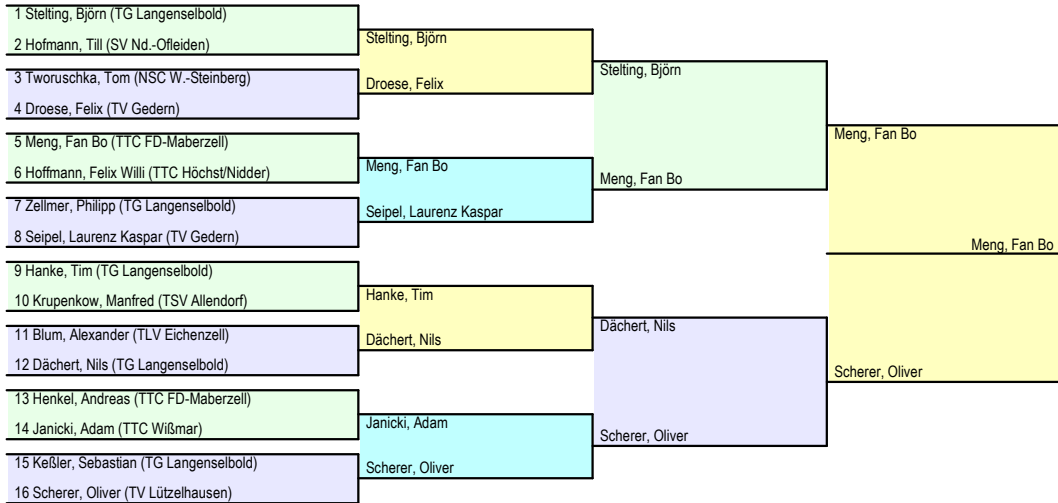 1 Stelting, Björn (TG Langenselbold)
2 Hofmann, Till (SV Nd.-Ofleiden)
3 Tworuschka, Tom (NSC W.-Steinberg)
4 Droese, Felix (TV Gedern)
5 Meng, Fan Bo (TTC FD-Maberzell)
6 Hoffmann, Felix Willi (TTC Höchst/Nidder)
7 Zellmer, Philipp (TG Langenselbold)
8 Seipel, Laurenz Kaspar (TV Gedern)
9 Hanke, Tim (TG Langenselbold)
10 Krupenkow, Manfred (TSV Allendorf)
11 Blum, Alexander (TLV Eichenzell)
12 Dächert, Nils (TG Langenselbold)
13 Henkel, Andreas (TTC FD-Maberzell)
14 Janicki, Adam (TTC Wißmar)
15 Keßler, Sebastian (TG Langenselbold)
16 Scherer, Oliver (TV Lützelhausen)
Stelting, Björn
Droese, Felix
Meng, Fan Bo
Seipel, Laurenz Kaspar
Hanke, Tim
Dächert, Nils
Janicki, Adam
Scherer, Oliver
Stelting, Björn
Meng, Fan Bo
Dächert, Nils
Scherer, Oliver
Meng, Fan Bo
Scherer, Oliver
Meng, Fan Bo